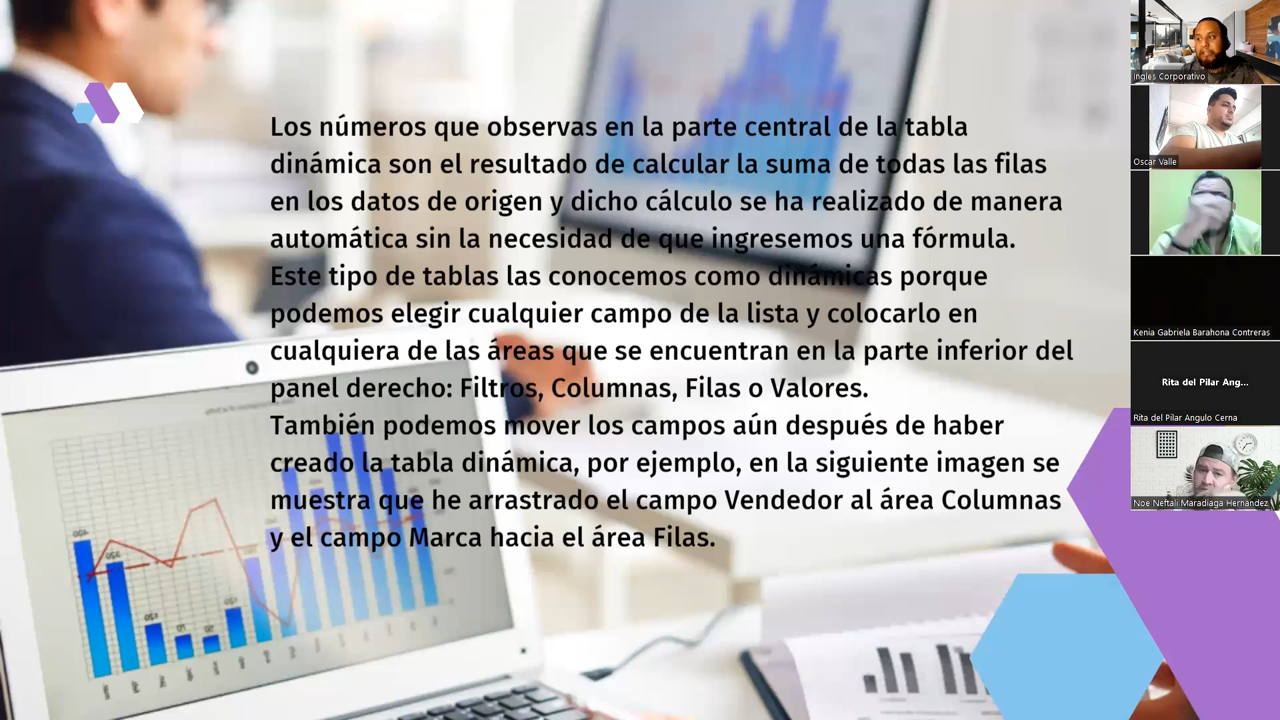 Los números que observas en la parte central de la tabla
dinámica son el resultado de calcular la suma de todas las filas
en los datos de origen y dicho cálculo se ha realizado de manera
automática sin la necesidad de que ingresemos una fórmula.
Este tipo de tablas las conocemos como dinámicas porque
podemos elegir cualquier campo de la lista y colocarlo en
cualquiera de las áreas que se encuentran en la parte inferior del
panel derecho: Filtros, Columnas, Filas o Valores.
También podemos mover los campos aún después de haber
creado la tabla dinámica, por ejemplo, en la siguiente imagen se
muestra que he arrastrado el campo Vendedor al área Columnas
y el campo Marca hacia el área Filas.
Ingles Corporativo
Oscar Valle
Kenia Gabriela Barahona Contreras
Rita del Pilar Ang...
Rita del Pilar Angulo Cerna
Noe Neftali Maradiaga Hernández